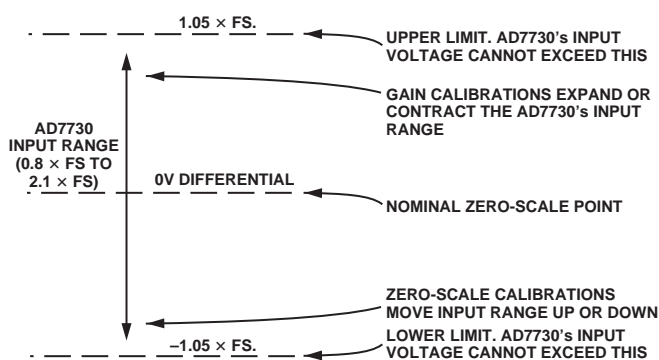 1.05 × FS.
UPPER LIMIT. AD7730's INPUT
VOLTAGE CANNOT EXCEED THIS
GAIN CALIBRATIONS EXPAND OR
CONTRACT THE AD7730's INPUT
RANGE
AD7730
INPUT RANGE
(0.8 × FS TO
2.1 × FS)
0V DIFFERENTIAL
NOMINAL ZERO-SCALE POINT
ZERO-SCALE CALIBRATIONS
MOVE INPUT RANGE UP OR DOWN
–1.05 × FS.
LOWER LIMIT. AD7730's INPUT
VOLTAGE CANNOT EXCEED THIS